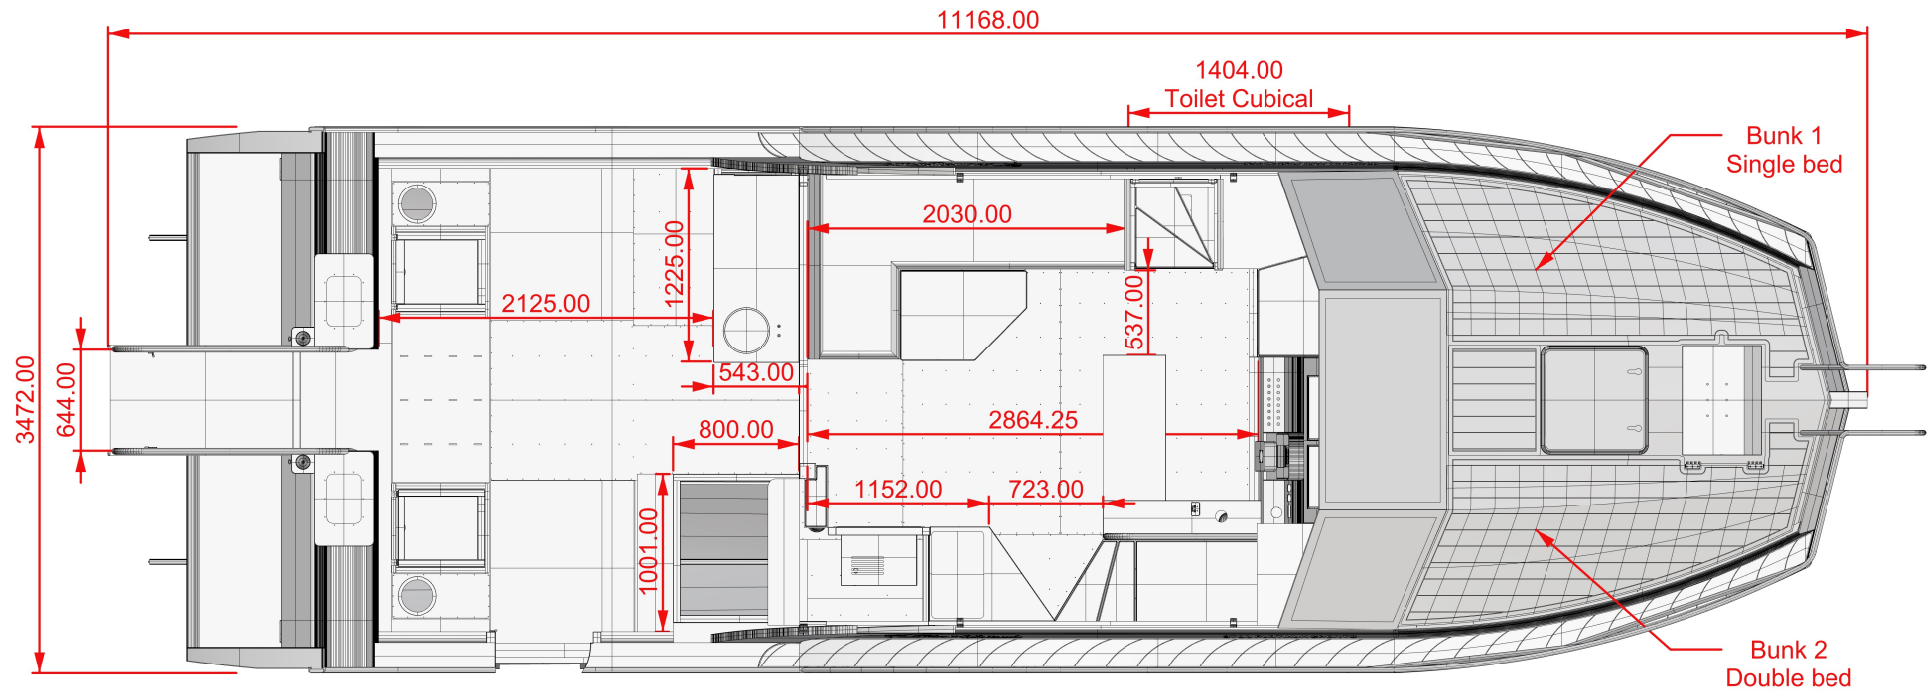 11168.00
1404.00
Toilet Cubical
Bunk 1
Single bed
2030.00
1225.00
2125.00
537.00
543.00
3472.00
644.00
800.00
2864.25
1152.00
723.00
1001.00
Bunk 2
Double bed